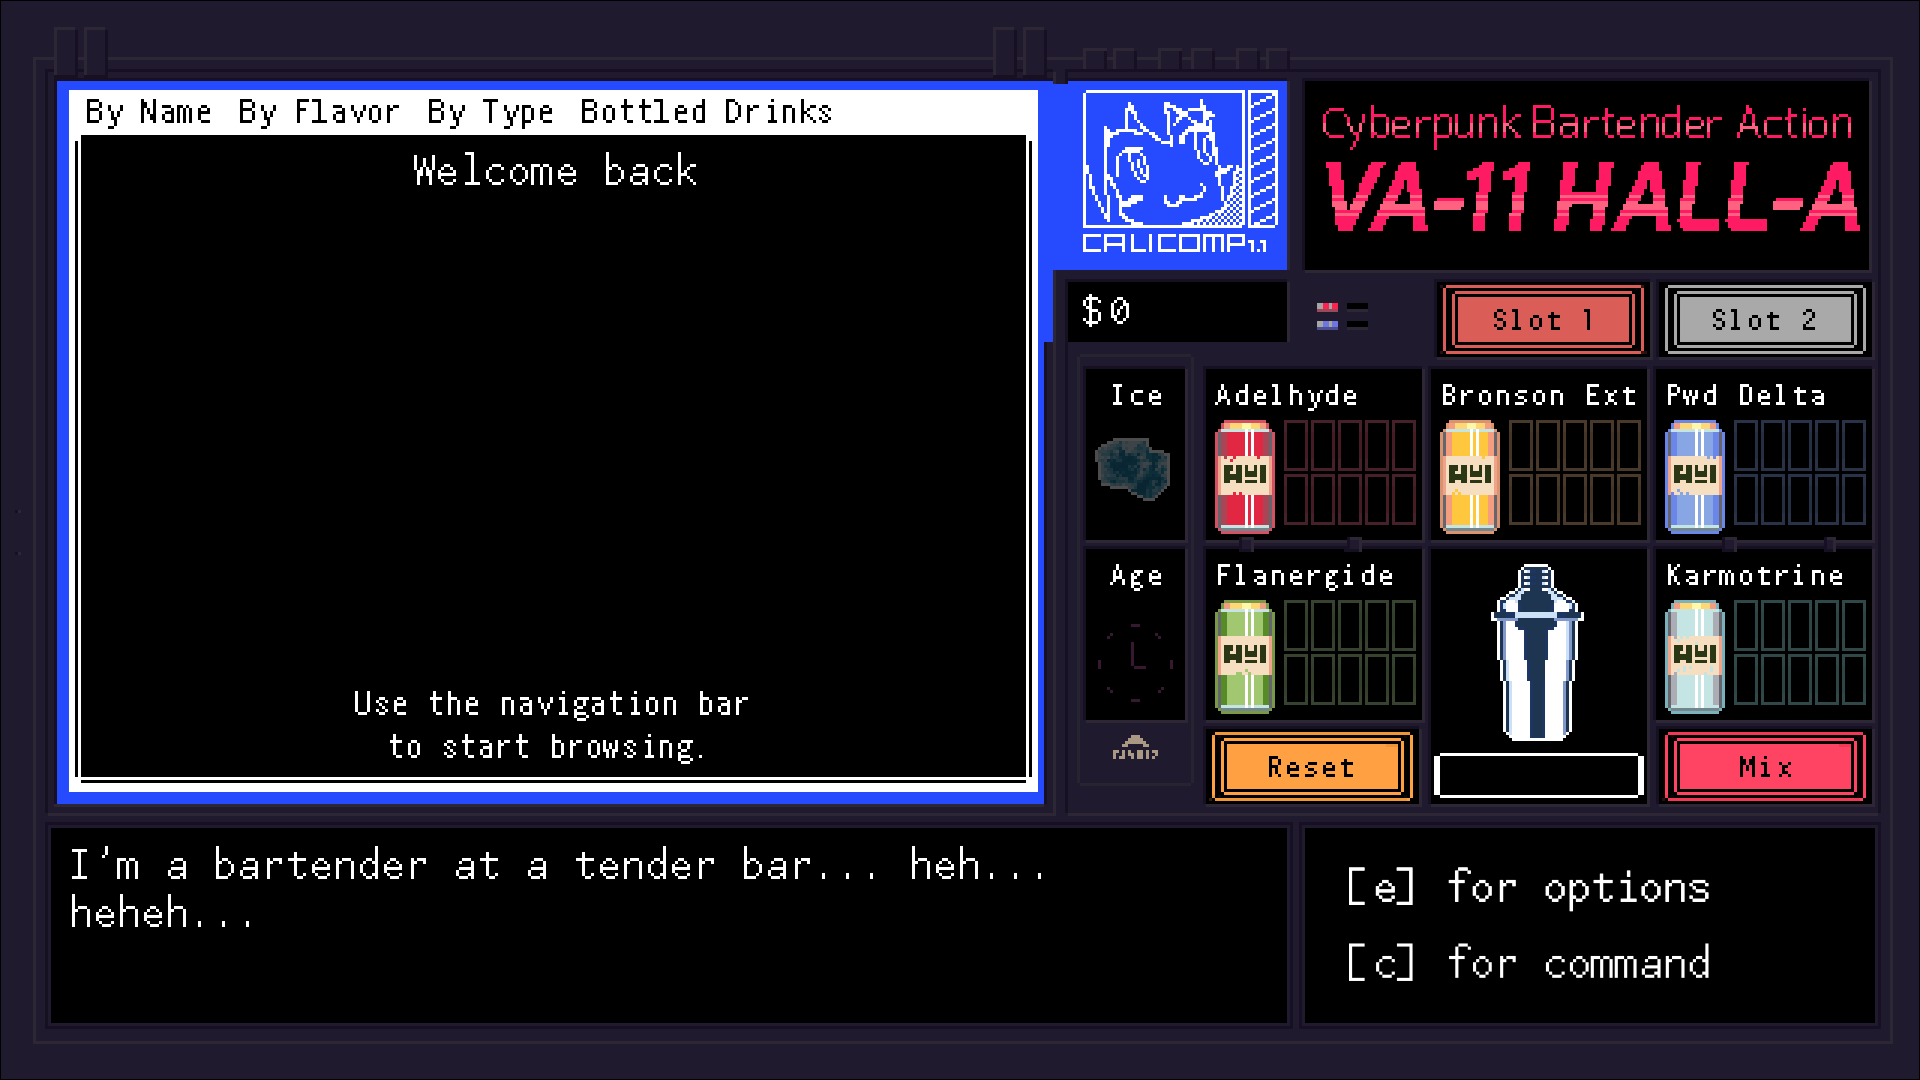 By Name By Flavor By Type Bottled Drinks
Welcome back
Use the navigation bar
to start browsing.
CALICOMP1.1
Cyberpunk Bartender Action
VA-11 HALL-A
$0
Slot 1
Slot 2
Ice
Adelhyde
Bronson Ext
Pwd Delta
Age
Flanergide
Karmotrine
Reset
Mix
I'm a bartender at a tender bar... heh...
heheh...
[e] for options
[c] for command